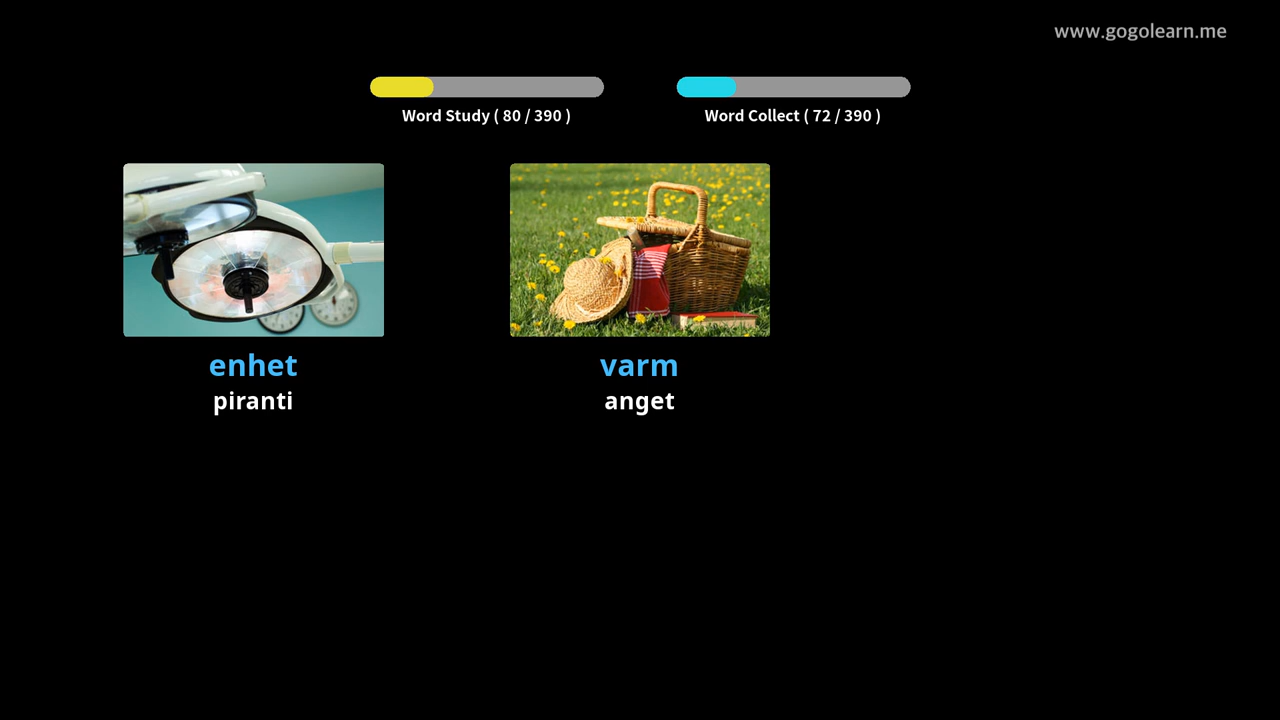 www.gogolearn.me
Word Study ( 80 / 390 )
Word Collect ( 72 / 390 )
enhet
piranti
varm
anget